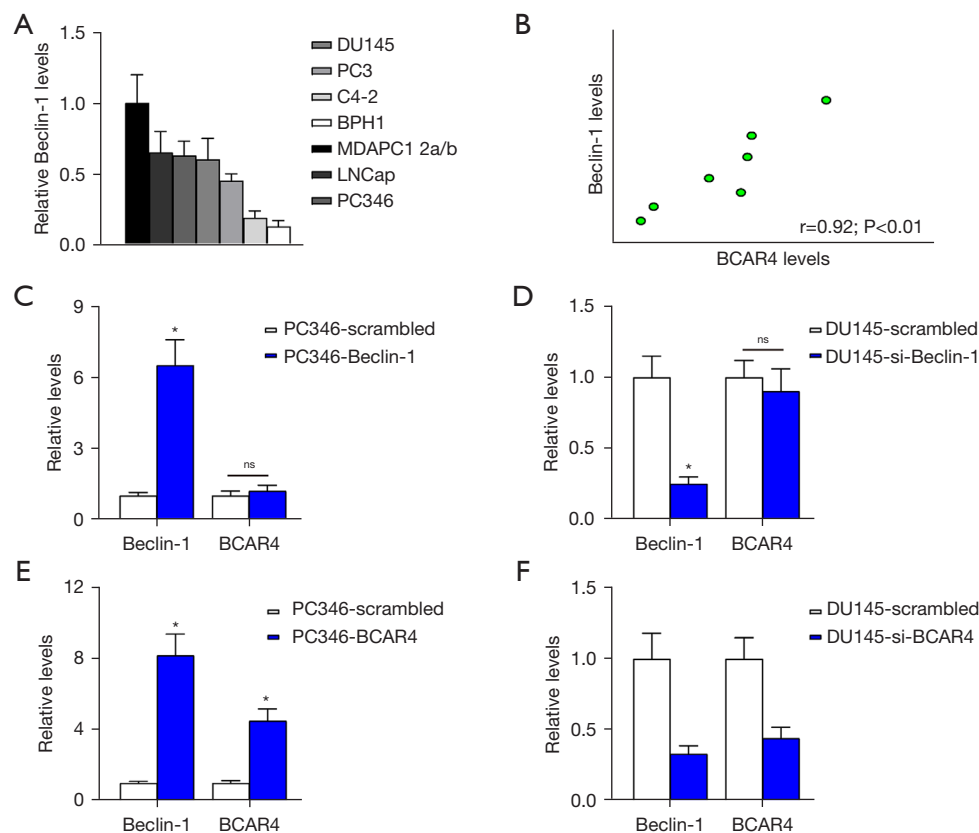 A
Relative Beclin-1 levels
1.5
1.0
0.5
0.0
DU145
PC3
C4-2
BPH1
MDAPC1 2a/b
LNCap
PC346
B
Beclin-1 levels
r=0.92; P<0.01
BCAR4 levels
C
Relative levels
9
6
3
0
*
ns
PC346-scrambled
PC346-Beclin-1
Beclin-1
BCAR4
D
Relative levels
1.5
1.0
0.5
0.0
*
ns
DU145-scrambled
DU145-si-Beclin-1
Beclin-1
BCAR4
E
Relative levels
12
8
4
0
*
*
PC346-scrambled
PC346-BCAR4
Beclin-1
BCAR4
F
Relative levels
1.5
1.0
0.5
0.0
DU145-scrambled
DU145-si-BCAR4
Beclin-1
BCAR4